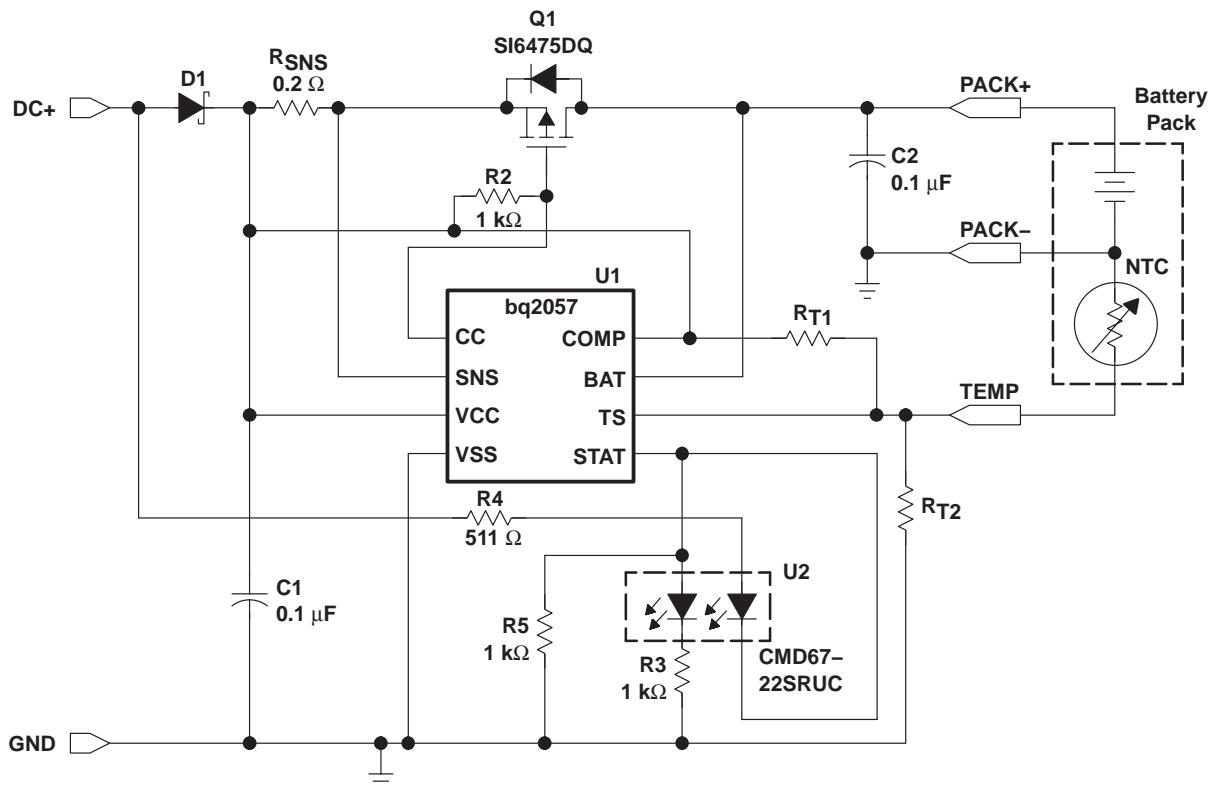 Q1
SI6475DQ
RSNS
0.2 Ω
D1
DC+
PACK+
Battery
Pack
C2
0.1 μF
R2
1 kΩ
PACK–
NTC
U1
bq2057
RT1
CC
COMP
SNS
BAT
VCC
TS
TEMP
VSS
STAT
R4
511 Ω
RT2
U2
C1
0.1 μF
R5
1 kΩ
R3
1 kΩ
CMD67–
22SRUC
GND